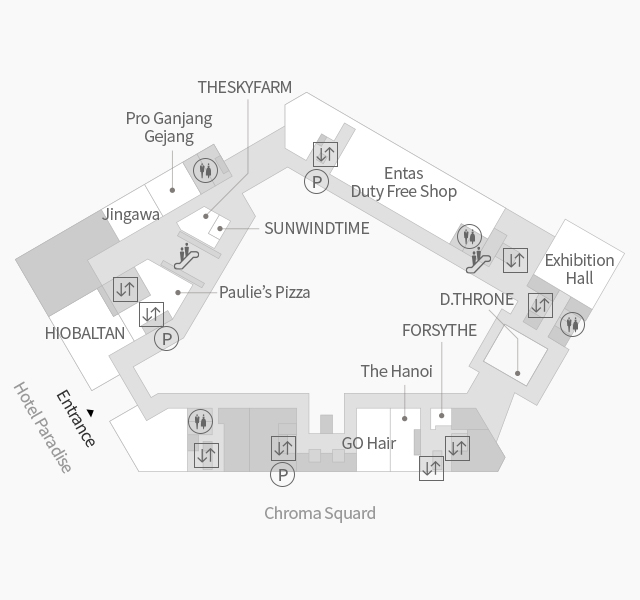 THESKYFARM
Pro Ganjang
Gejang
P
Entas
Duty Free Shop
Jingawa
SUNWINDTIME
Exhibition
Hall
Paulie's Pizza
D.THRONE
HIOBALTAN
P
FORSYTHE
The Hanoi
Entrance
Hotel Paradise
GO Hair
P
Chroma Squard